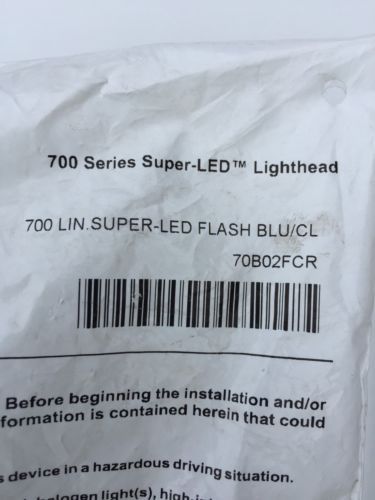 700 Series Super-LED™ Lighthead
700 LIN.SUPER-LED FLASH BLU/CL
70B02FCR
Before beginning the installation and/or
formation is contained herein that could
device in a hazardous driving situation.
light(s),